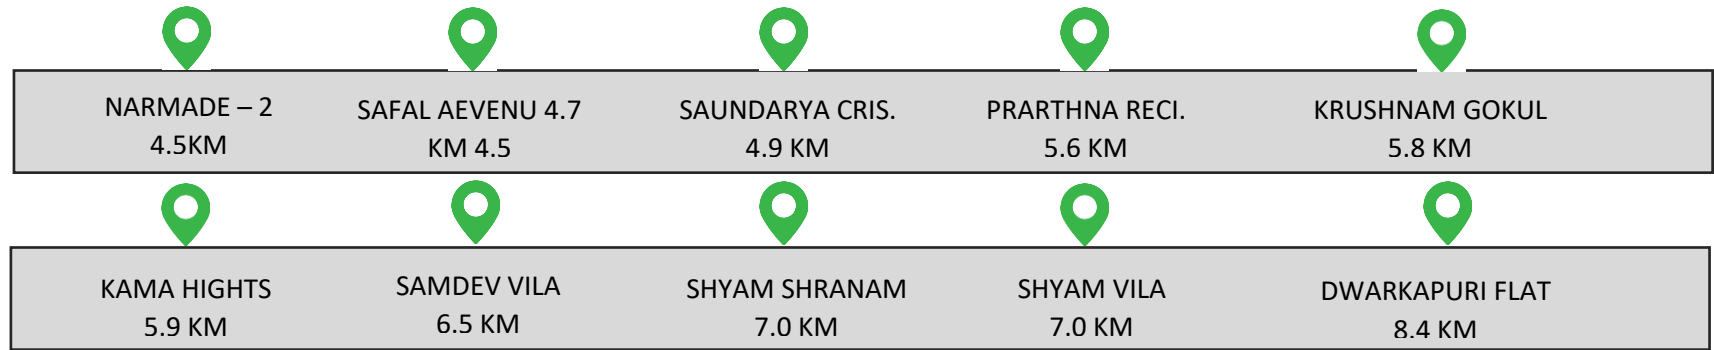 NARMADE – 2
4.5KM
SAFAL AEVENU 4.7
KM 4.5
SAUNDARYA CRIS.
4.9 KM
PRARTHNA RECI.
5.6 KM
KRUSHNAM GOKUL
5.8 KM
KAMA HIGHTS
5.9 KM
SAMDEV VILA
6.5 KM
SHYAM SHRANAM
7.0 KM
SHYAM VILA
7.0 KM
DWARKAPURI FLAT
8.4 KM